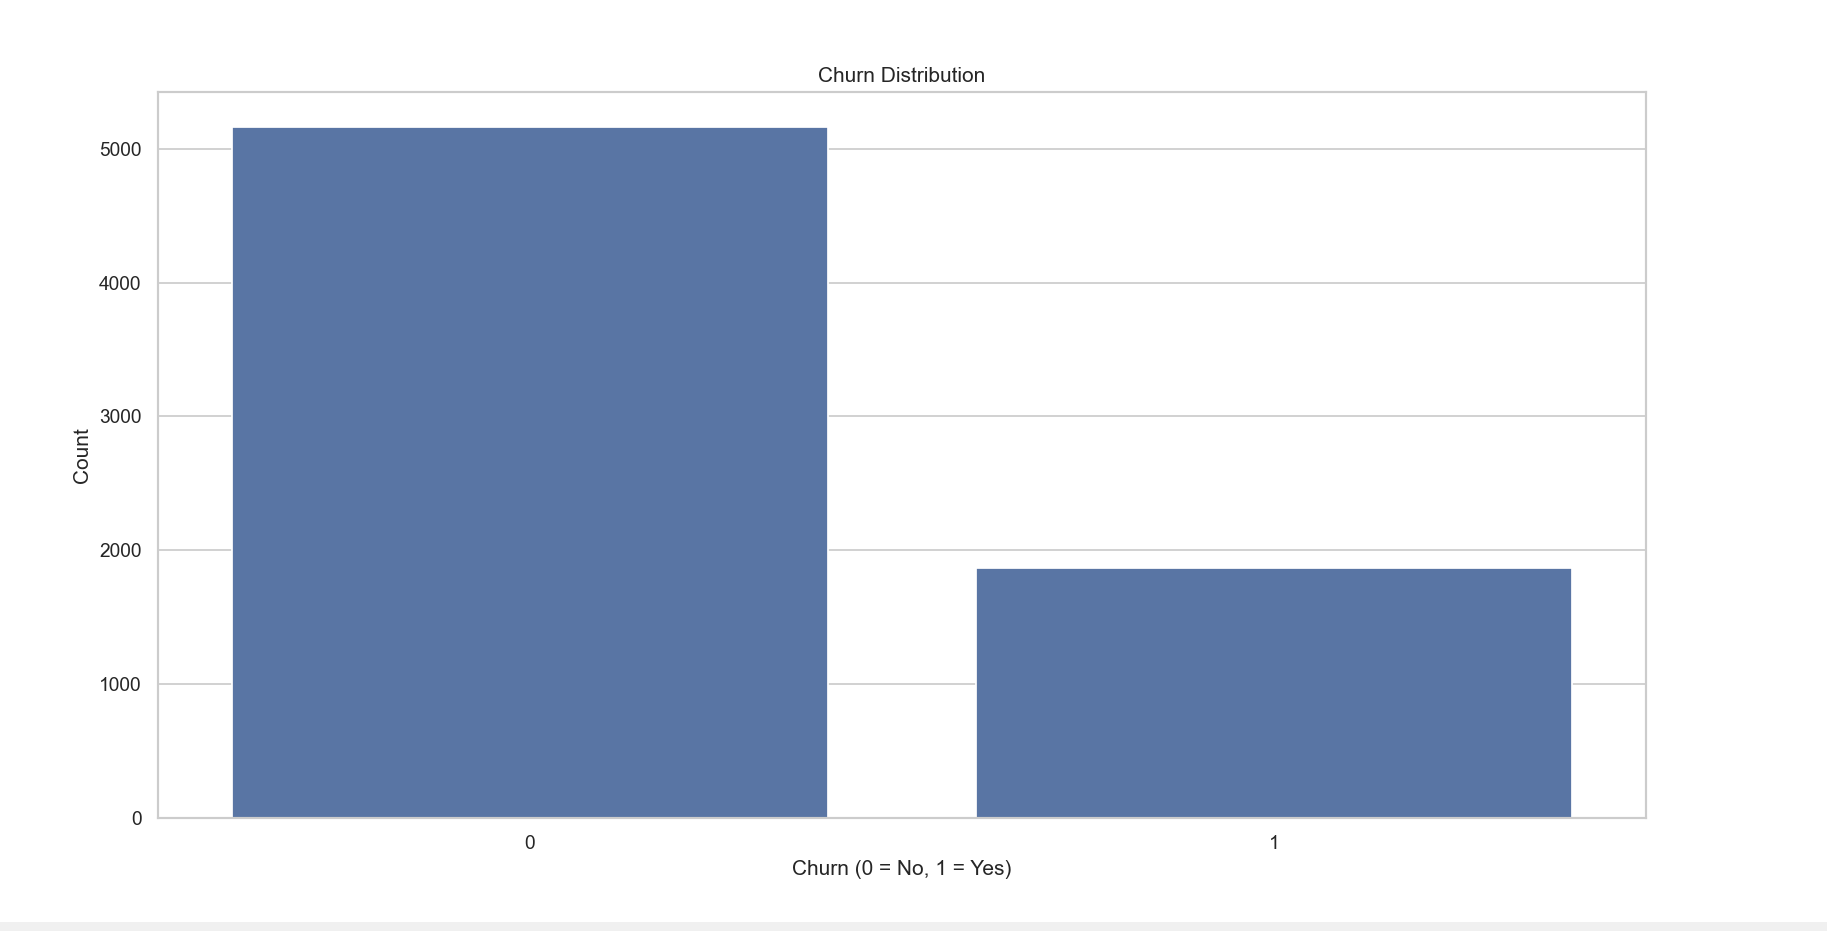 Churn Distribution
5000
4000
3000
2000
1000
0
Count
0 1
Churn (0 = No, 1 = Yes)